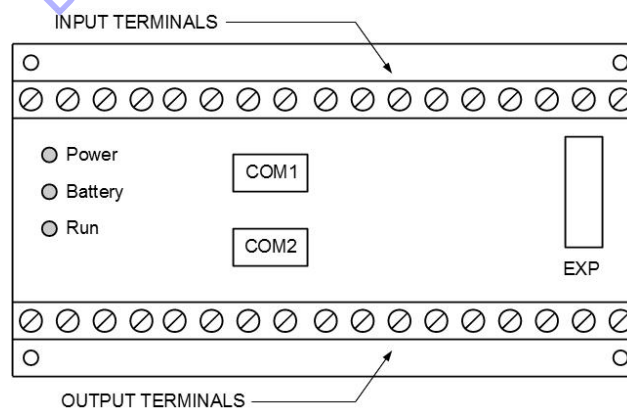 INPUT TERMINALS
Power
COM1
Battery
Run
COM2
EXP
OUTPUT TERMINALS